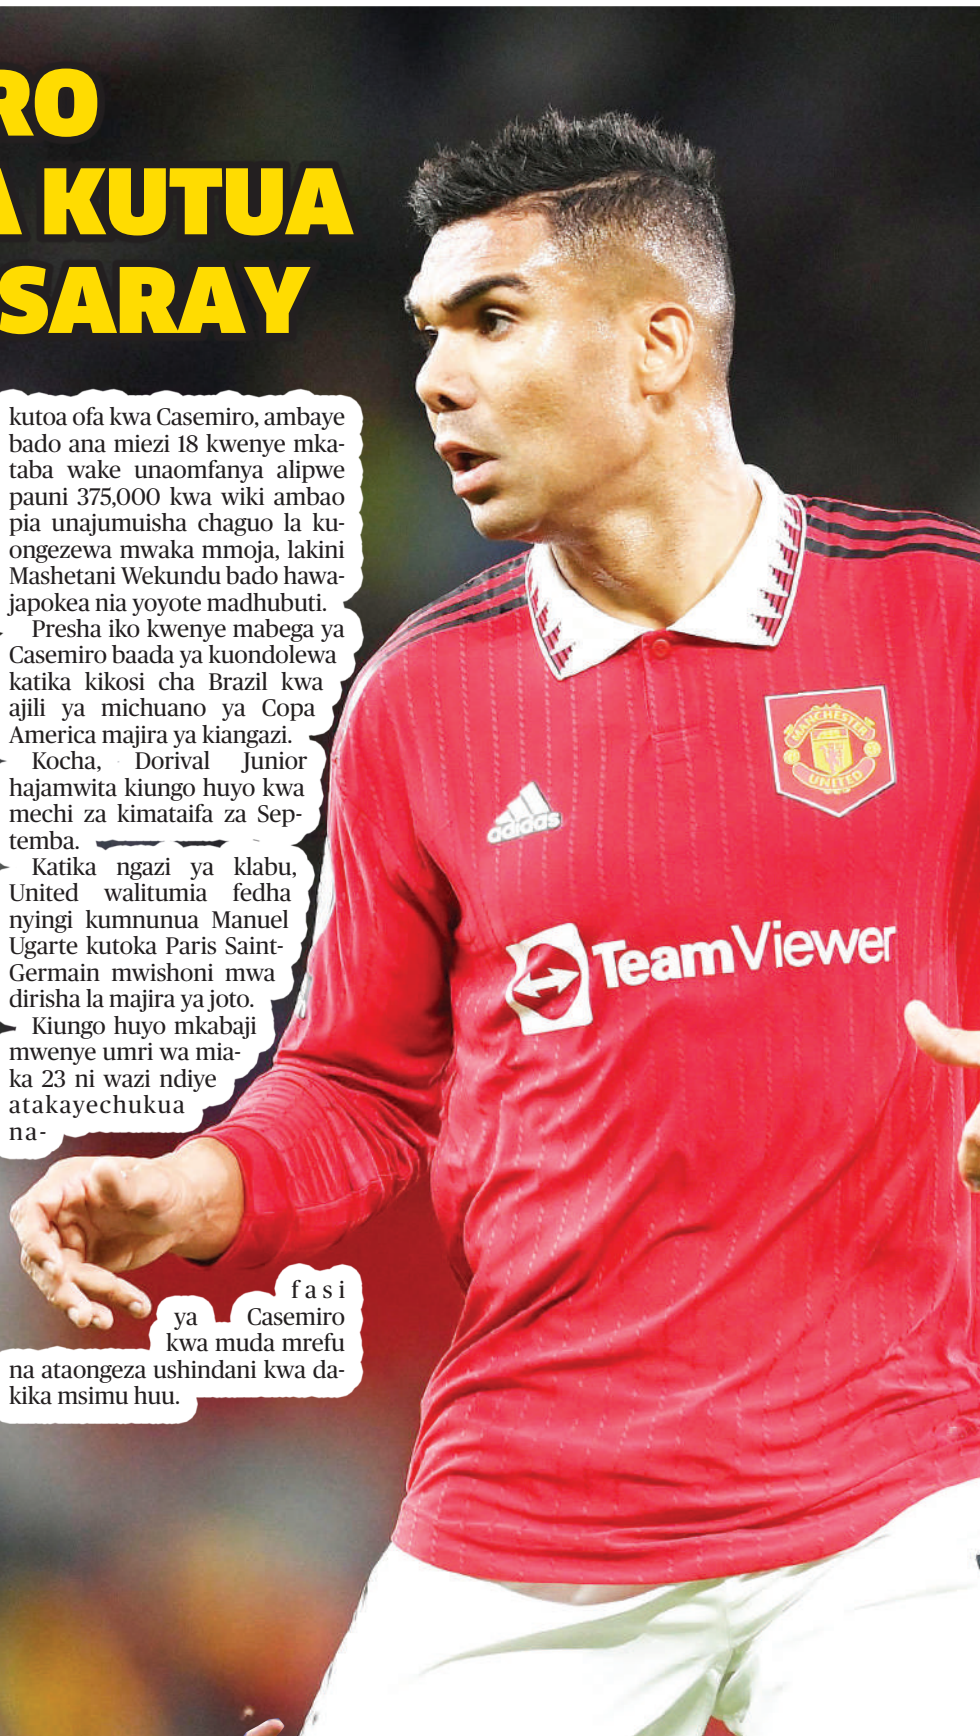 RO
A KUTUA
SARAY
kutoa ofa kwa Casemiro, ambaye
bado ana miezi 18 kwenye mka-
taba wake unaomfanya alipwe
pauni 375,000 kwa wiki ambao
pia unajumuisha chaguo la ku-
ongezewa mwaka mmoja, lakini
Mashetani Wekundu bado hawa-
japokea nia yoyote madhubuti.
Presha iko kwenye mabega ya
Casemiro baada ya kuondolewa
katika kikosi cha Brazil kwa
ajili ya michuano ya Copa
America majira ya kiangazi.
Kocha, Dorival Junior
hajamwita kiungo huyo kwa
mechi za kimataifa za Sep-
temba.
Katika ngazi ya klabu,
United walitumia fedha
nyingi kumnunua Manuel
Ugarte kutoka Paris Saint-
Germain mwishoni mwa
dirisha la majira ya joto.
Kiungo huyo mkabaji
mwenye umri wa mia-
ka 23 ni wazi ndiye
atakayechukua
na-
fasi
ya Casemiro
kwa muda mrefu
na ataongeza ushindani kwa da-
kika msimu huu.
MANCHESTER
UNITED
adidas
TeamViewer